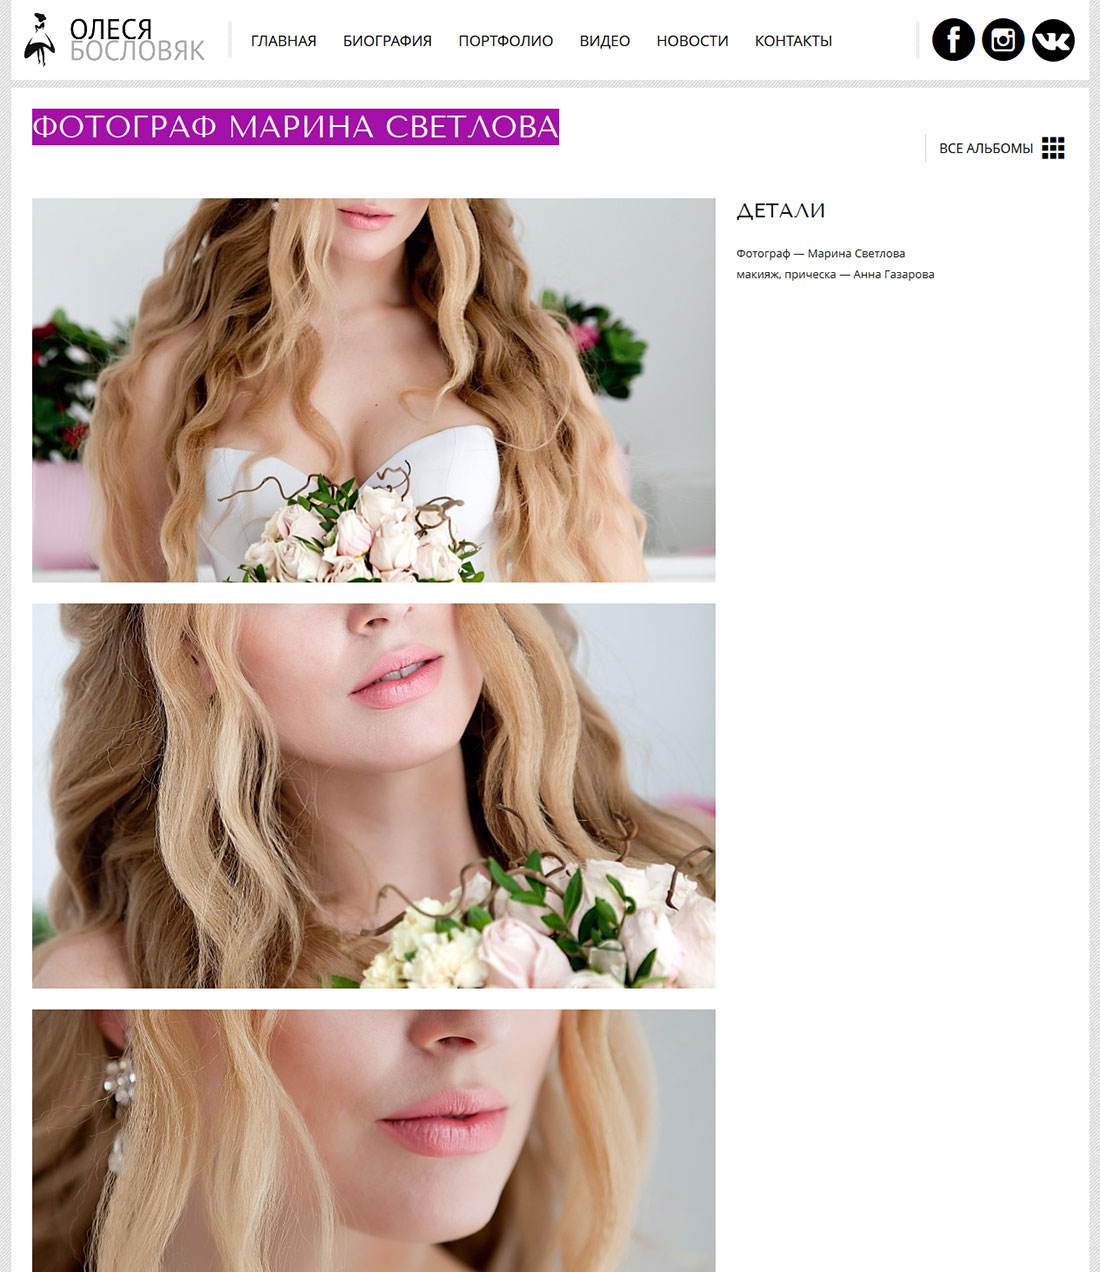 ОЛЕСЯ
БОСЛОВЯК
ГЛАВНАЯ БИОГРАФИЯ ПОРТФОЛИО ВИДЕО НОВОСТИ КОНТАКТЫ
ФОТОГРАФ МАРИНА СВЕТЛОВА
ВСЕ АЛЬБОМЫ
ДЕТАЛИ
Фотограф — Марина Светлова
макияж, прическа — Анна Газарова